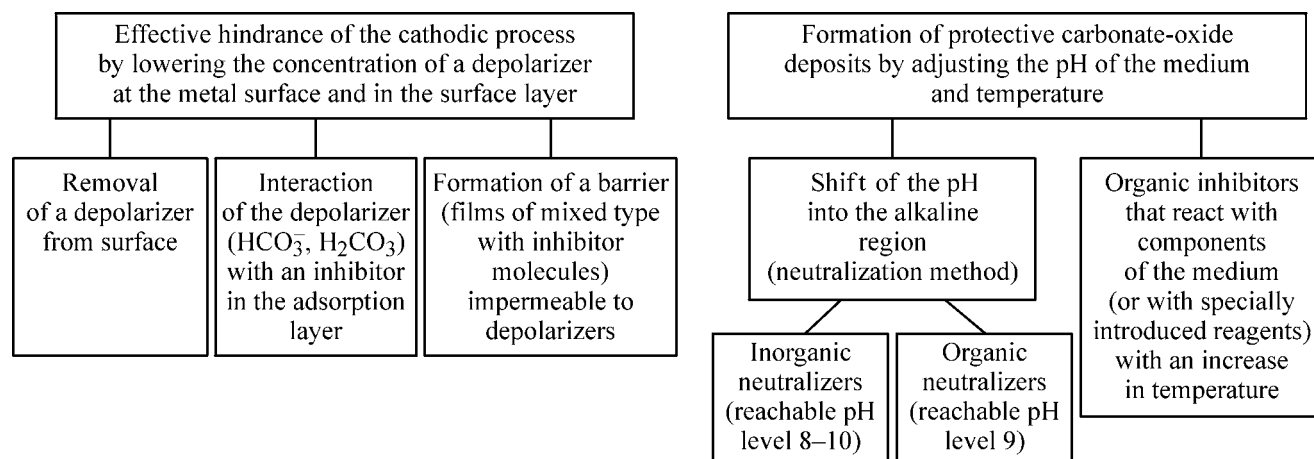 Effective hindrance of the cathodic process
by lowering the concentration of a depolarizer
at the metal surface and in the surface layer
Removal
of a depolarizer
from surface
Interaction
of the depolarizer
(HCO₃⁻, H₂CO₃)
with an inhibitor
in the adsorption
layer
Formation of a barrier
(films of mixed type
with inhibitor
molecules)
impermeable to
depolarizers
Formation of protective carbonate-oxide
deposits by adjusting the pH of the medium
and temperature
Shift of the pH
into the alkaline
region
(neutralization method)
Inorganic
neutralizers
(reachable pH
level 8–10)
Organic
neutralizers
(reachable pH
level 9)
Organic inhibitors
that react with
components
of the medium
(or with specially
introduced reagents)
with an increase
in temperature